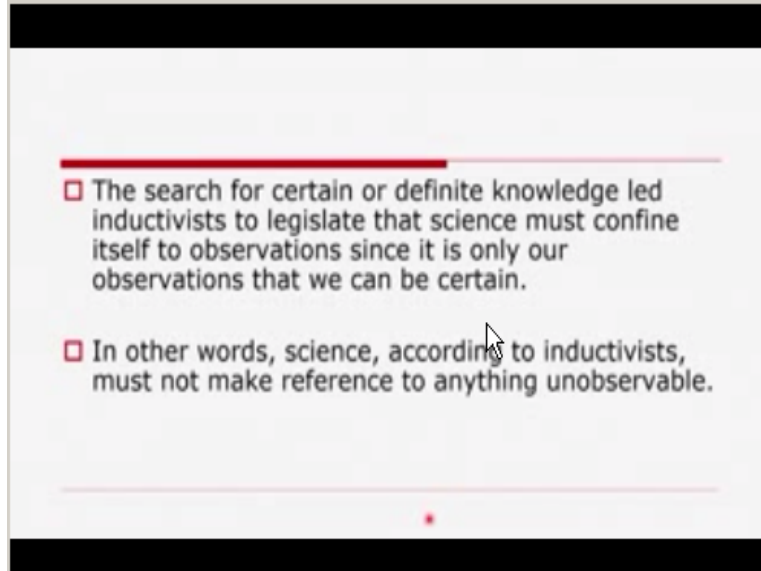 The search for certain or definite knowledge led
inductivists to legislate that science must confine
itself to observations since it is only our
observations that we can be certain.
In other words, science, according to inductivists,
must not make reference to anything unobservable.